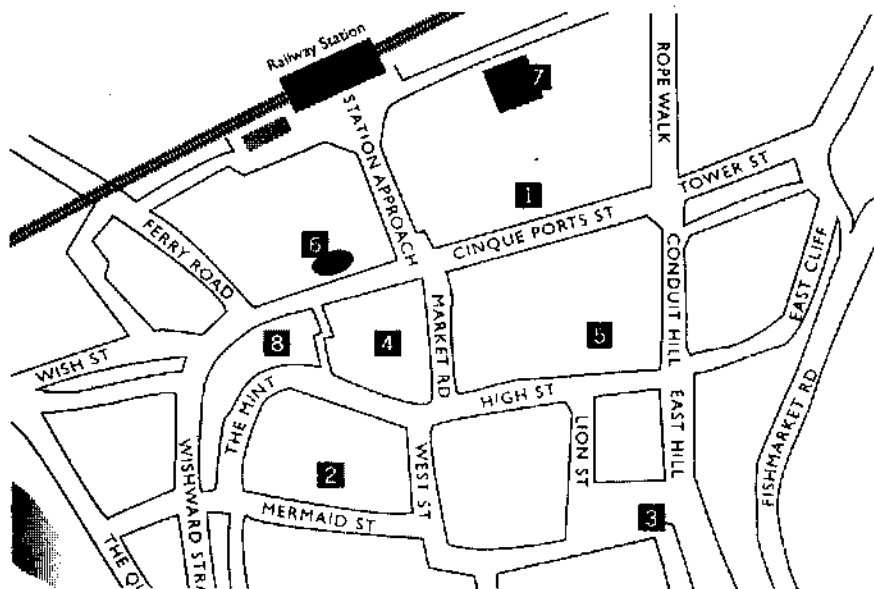 Railway Station
7
ROPE WALK
STATION APPROACH
1
TOWER ST
6
CINQUE PORTS ST
FERRY ROAD
CONDUIT HILL
EAST CLIFF
MARKET RD
8
4
5
WISH ST
THE MINT
HIGH ST
EAST HILL
FISHMARKET RD
LION ST
WEST ST
2
WISHWARD STRA
MERMAID ST
3
THE QU